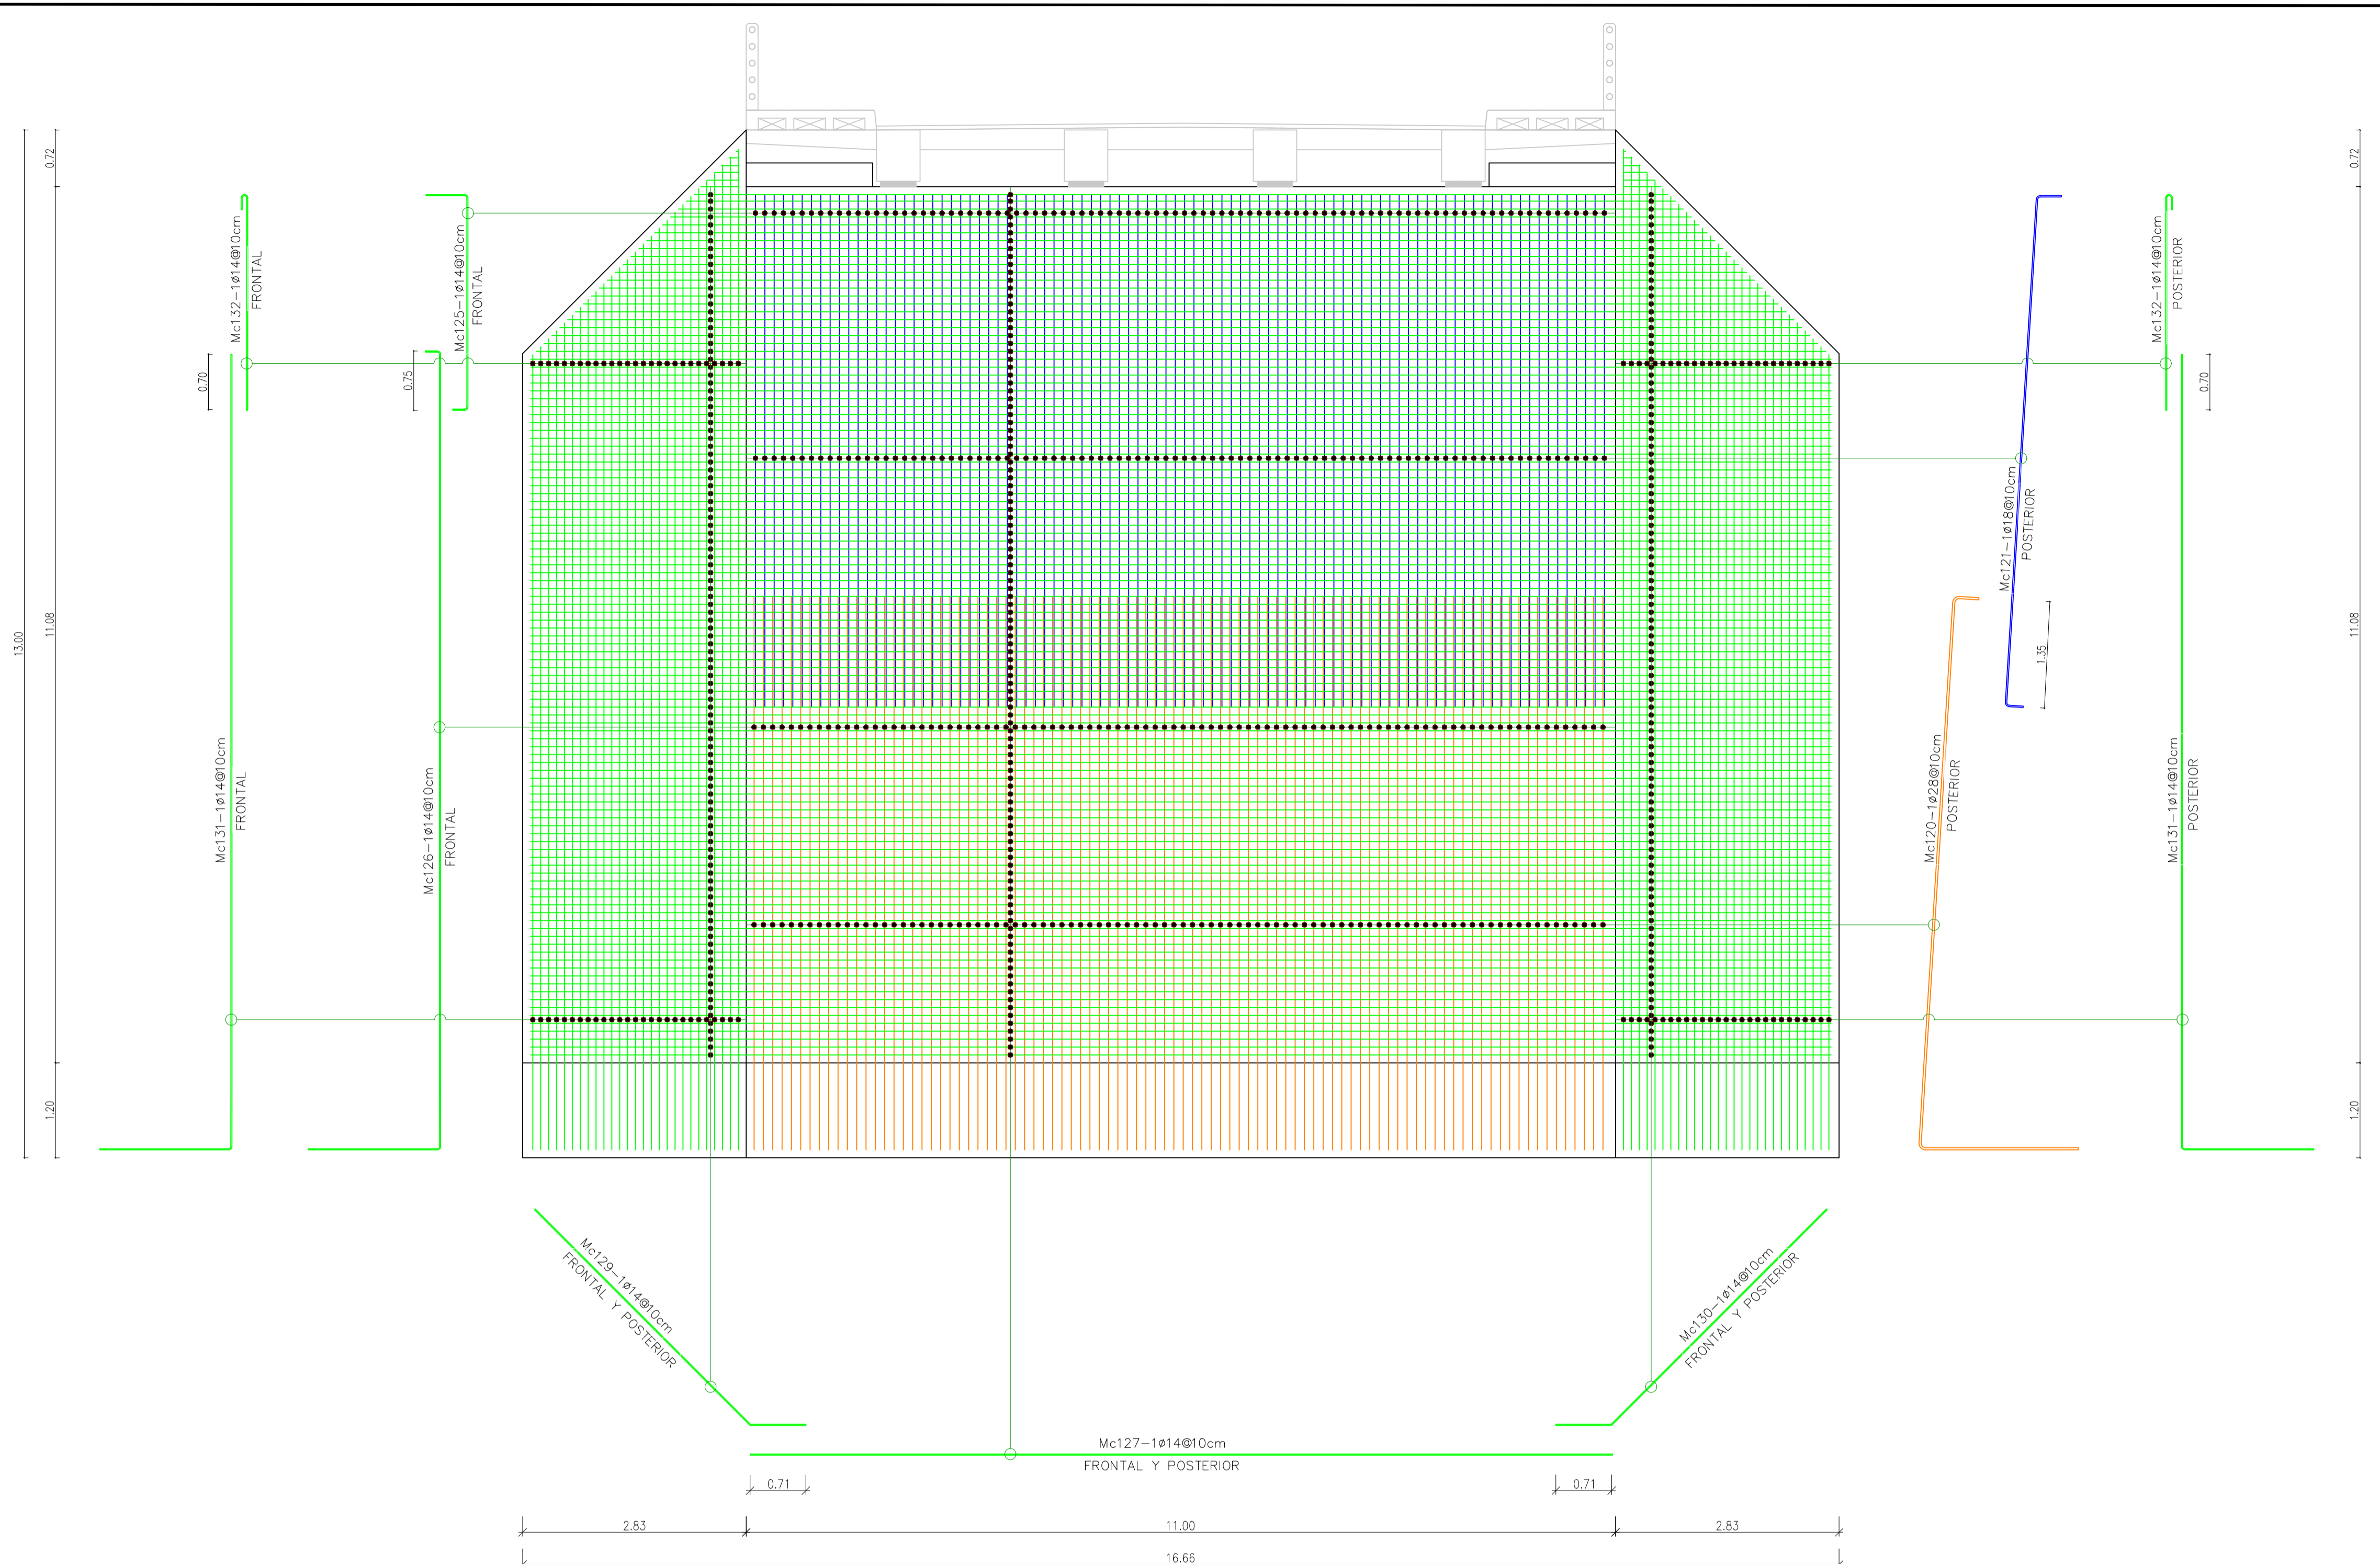 0.72
11.08
13.00
1.20
Mc132-1ø14@10cm
FRONTAL
0.70
Mc131-1ø14@10cm
FRONTAL
Mc125-1ø14@10cm
FRONTAL
0.75
Mc126-1ø14@10cm
FRONTAL
Mc121-1ø18@10cm
POSTERIOR
1.35
Mc120-1ø28@10cm
POSTERIOR
Mc132-1ø14@10cm
POSTERIOR
0.70
Mc131-1ø14@10cm
POSTERIOR
0.72
11.08
1.20
Mc129-1ø14@10cm
FRONTAL Y POSTERIOR
Mc130-1ø14@10cm
FRONTAL Y POSTERIOR
Mc127-1ø14@10cm
FRONTAL Y POSTERIOR
0.71
0.71
2.83
11.00
2.83
16.66